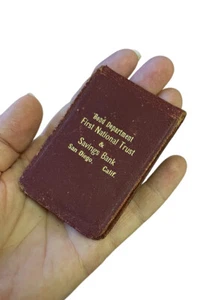 Bond Department
First National Trust
&
Savings Bank
San Diego, Calif.